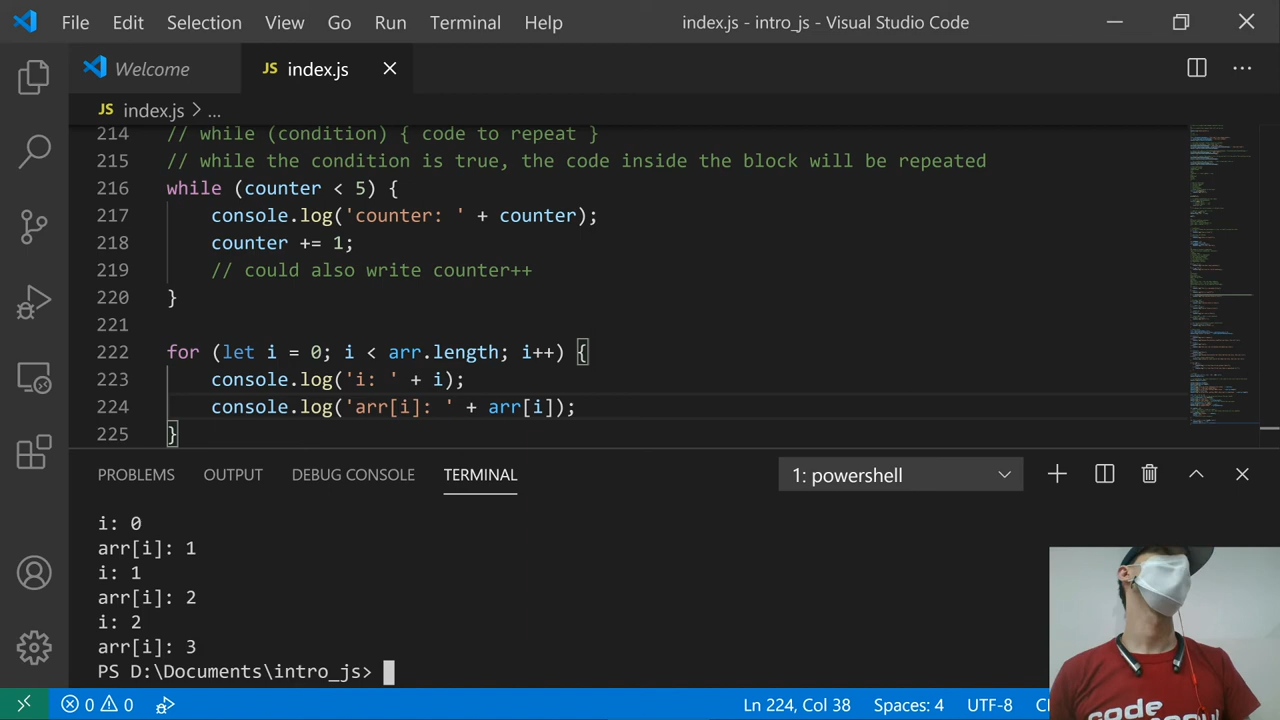 File Edit Selection View Go Run Terminal Help index.js - intro_js - Visual Studio Code
Welcome JS index.js
JS index.js > ...
214 // while (condition) { code to repeat }
215 // while the condition is true the code inside the block will be repeated
216 while (counter < 5) {
217 console.log('counter: ' + counter);
218 counter += 1;
219 // could also write counter++
220 }
221
222 for (let i = 0; i < arr.length; i++) {
223 console.log('i: ' + i);
224 console.log('arr[i]: ' + arr[i]);
225 }
PROBLEMS OUTPUT DEBUG CONSOLE TERMINAL 1: powershell
i: 0
arr[i]: 1
i: 1
arr[i]: 2
i: 2
arr[i]: 3
PS D:\Documents\intro_js>
0 0 Ln 224, Col 38 Spaces: 4 UTF-8
code